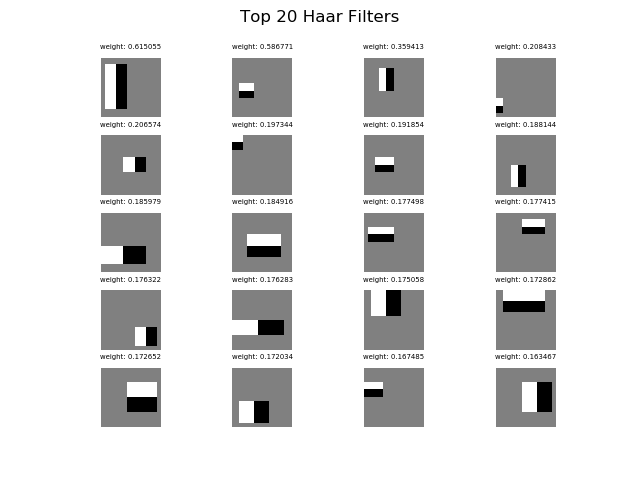 Top 20 Haar Filters
weight: 0.615055
weight: 0.586771
weight: 0.359413
weight: 0.208433
weight: 0.206574
weight: 0.197344
weight: 0.191854
weight: 0.188144
weight: 0.185979
weight: 0.184916
weight: 0.177498
weight: 0.177415
weight: 0.176322
weight: 0.176283
weight: 0.175058
weight: 0.172862
weight: 0.172652
weight: 0.172034
weight: 0.167485
weight: 0.163467